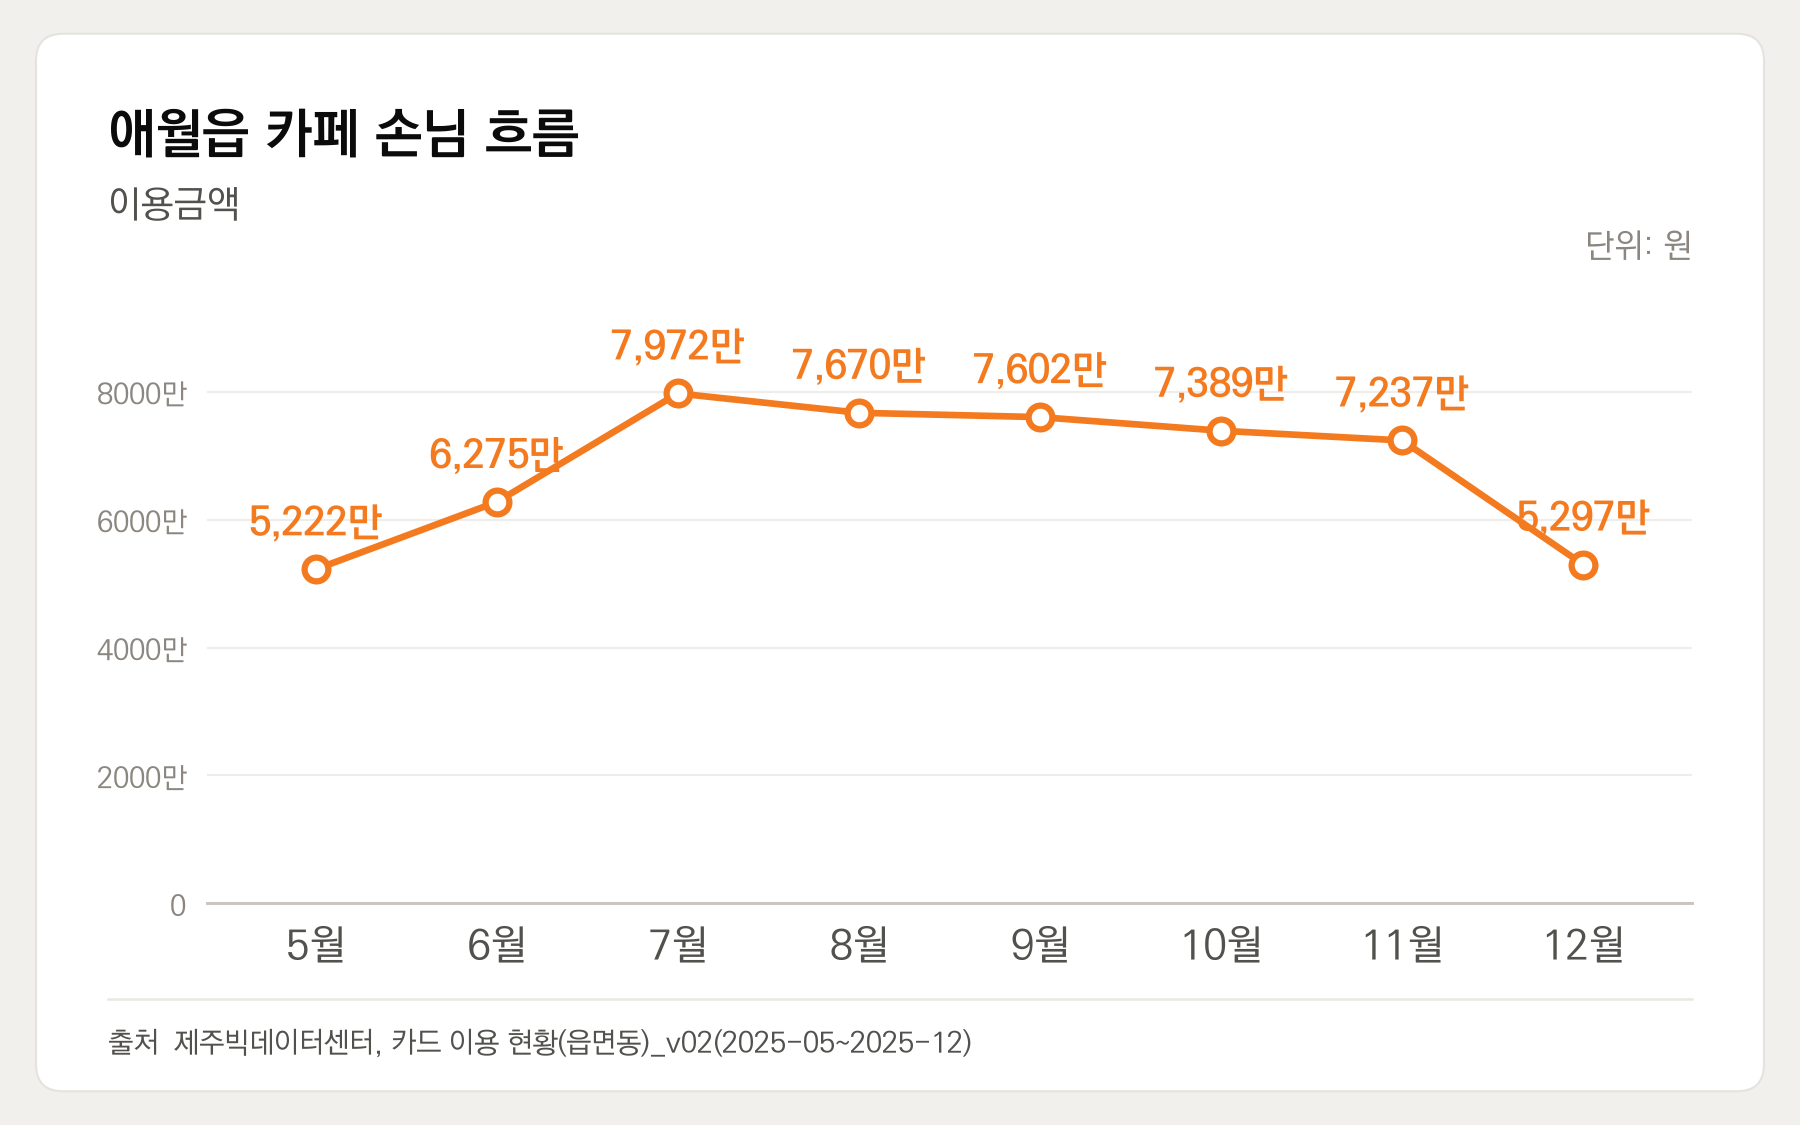 애월읍 카페 손님 흐름
이용금액
단위: 원
7,972만
7,670만
7,602만
7,389만
7,237만
6,275만
5,222만
5,297만
8000만
6000만
4000만
2000만
0
5월 6월 7월 8월 9월 10월 11월 12월
출처 제주빅데이터센터, 카드 이용 현황(읍면동)_v02(2025-05~2025-12)